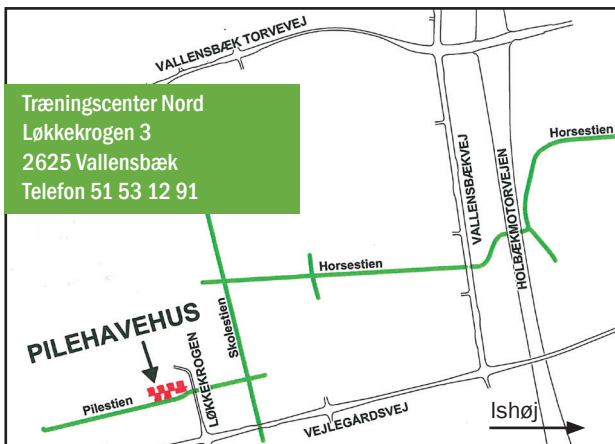 VALLENSBÆK TORVEVEJ
Træningscenter Nord
Løkkekrogen 3
2625 Vallensbæk
Telefon 51 53 12 91
Horsestien
VALLENSBÆKVEJ
HOLBÆKMOTORVEJEN
Horsestien
Skolestien
PILEHAVEHUS
LØKKEKROGEN
Pilestien
VEJLEGÅRDSVEJ
Ishøj